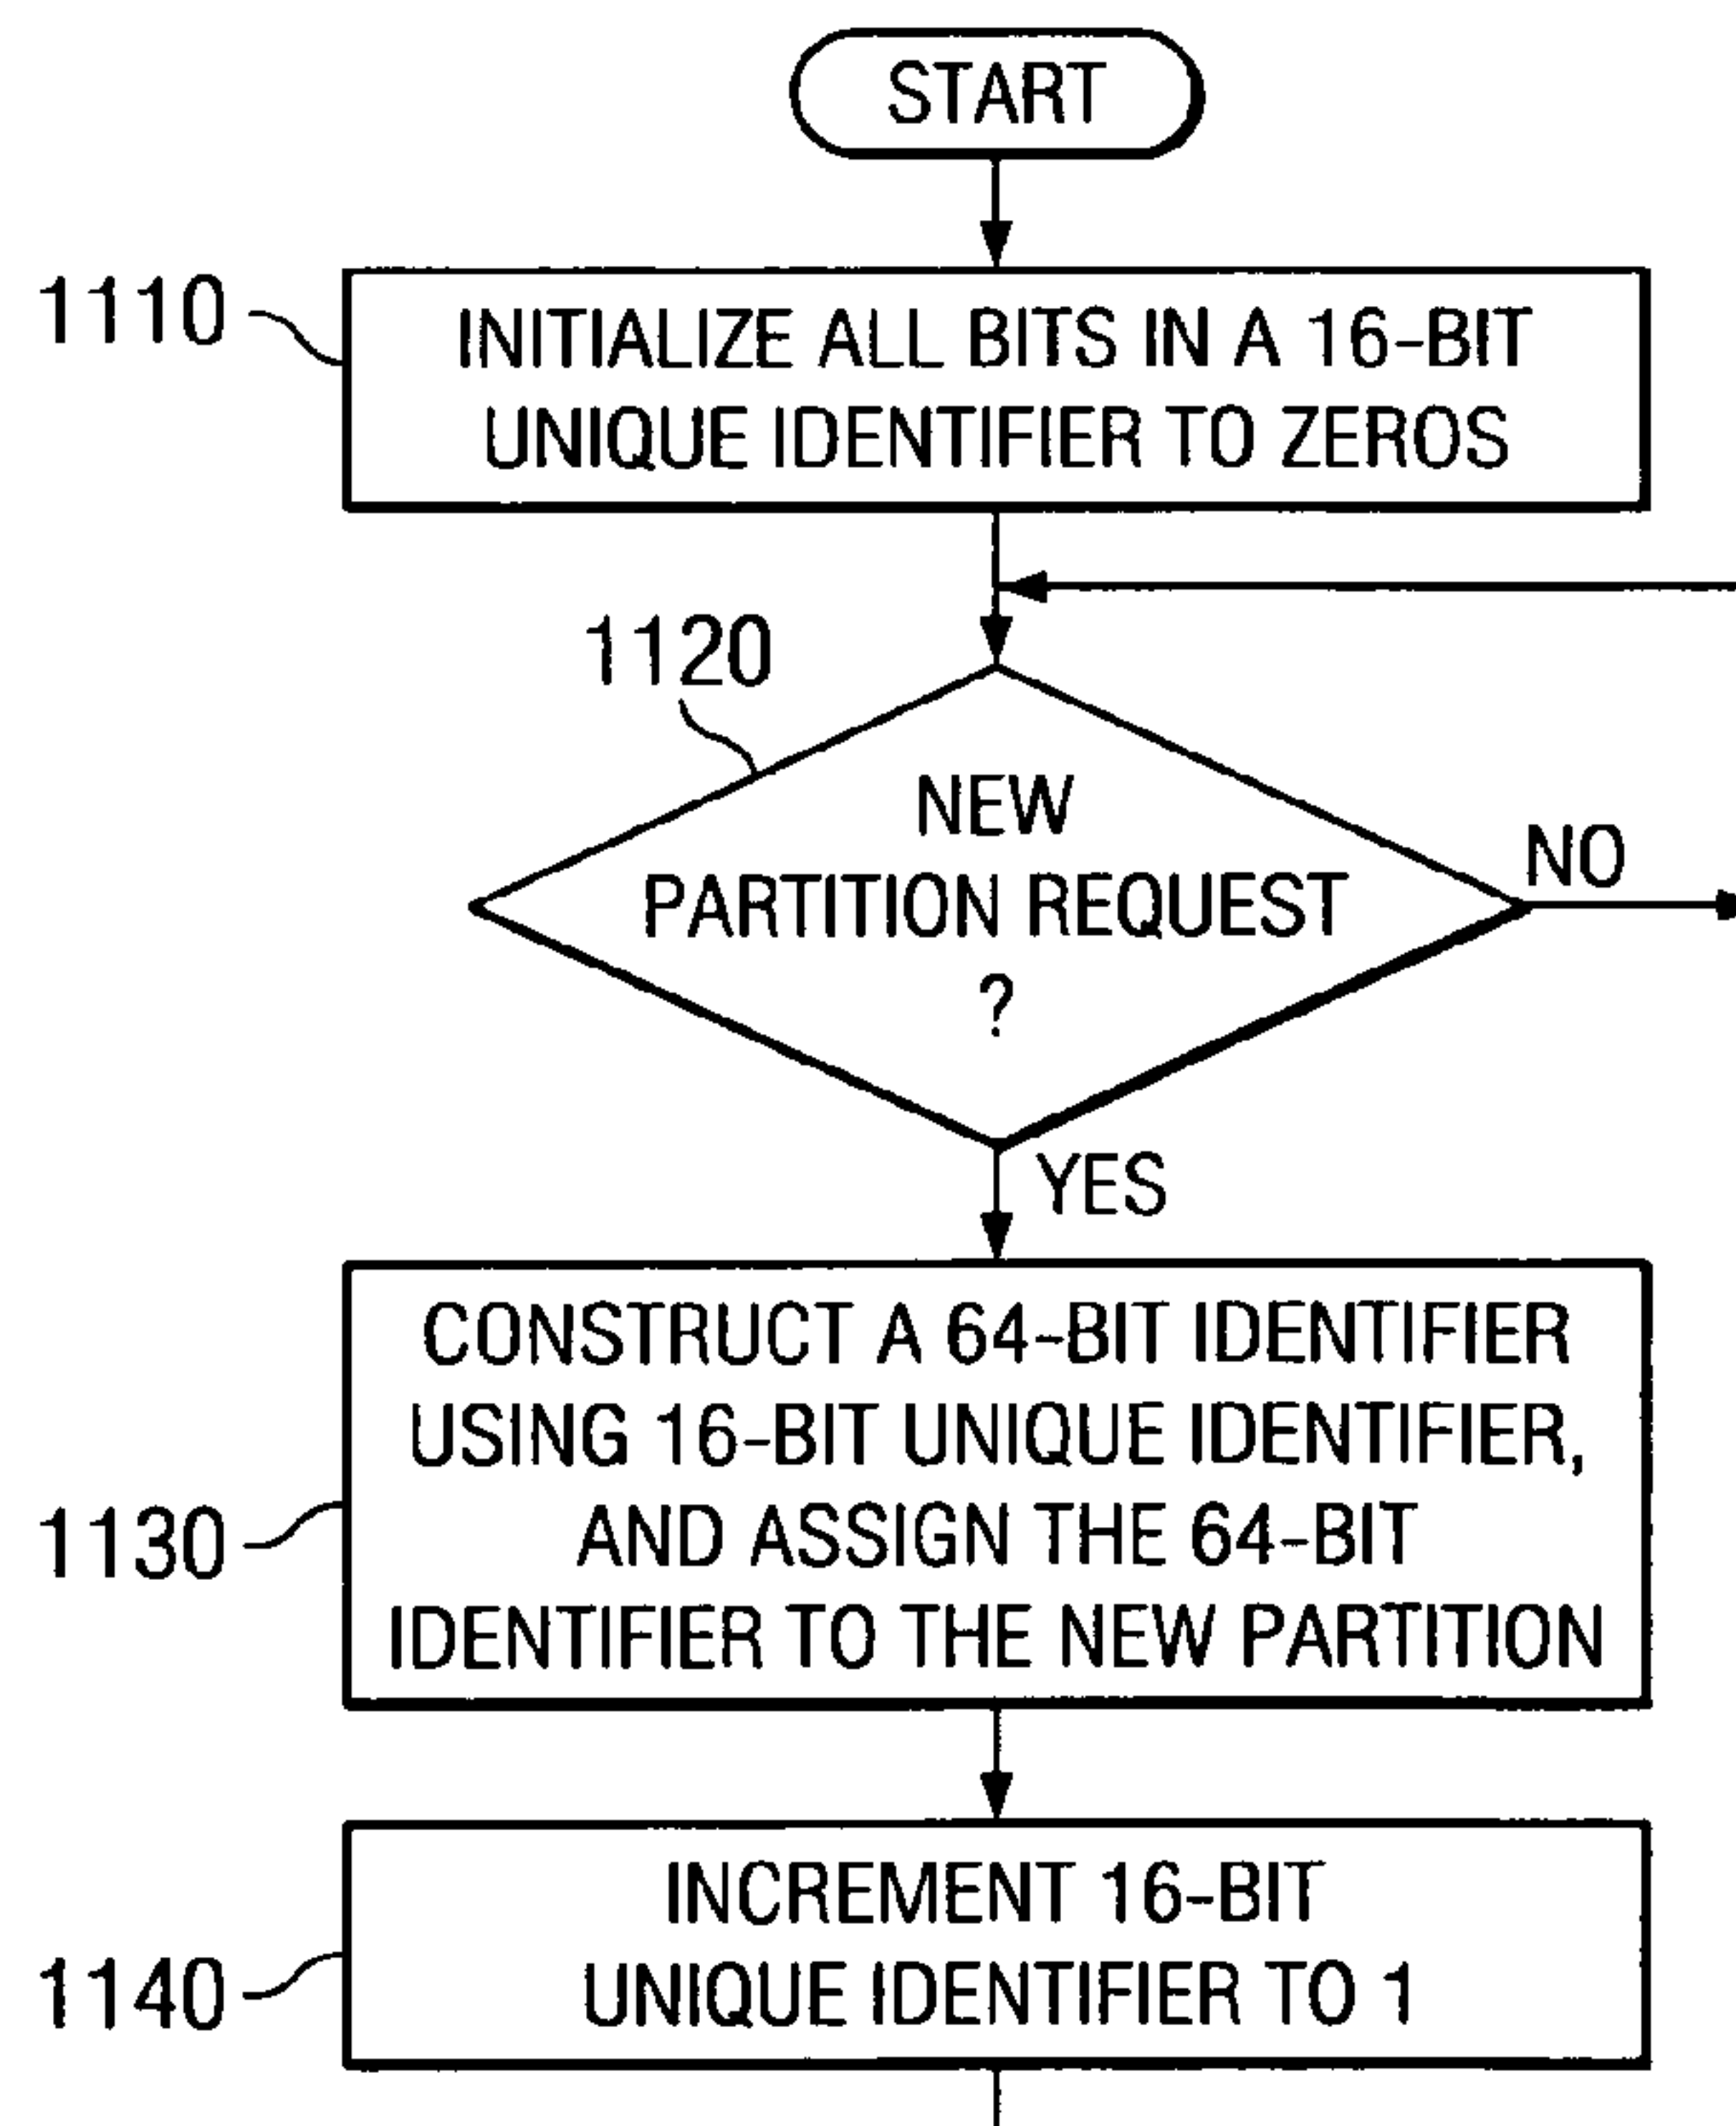 START
1110
INITIALIZE ALL BITS IN A 16-BIT
UNIQUE IDENTIFIER TO ZEROS
1120
NEW
PARTITION REQUEST
?
NO
YES
1130
CONSTRUCT A 64-BIT IDENTIFIER
USING 16-BIT UNIQUE IDENTIFIER,
AND ASSIGN THE 64-BIT
IDENTIFIER TO THE NEW PARTITION
1140
INCREMENT 16-BIT
UNIQUE IDENTIFIER TO 1